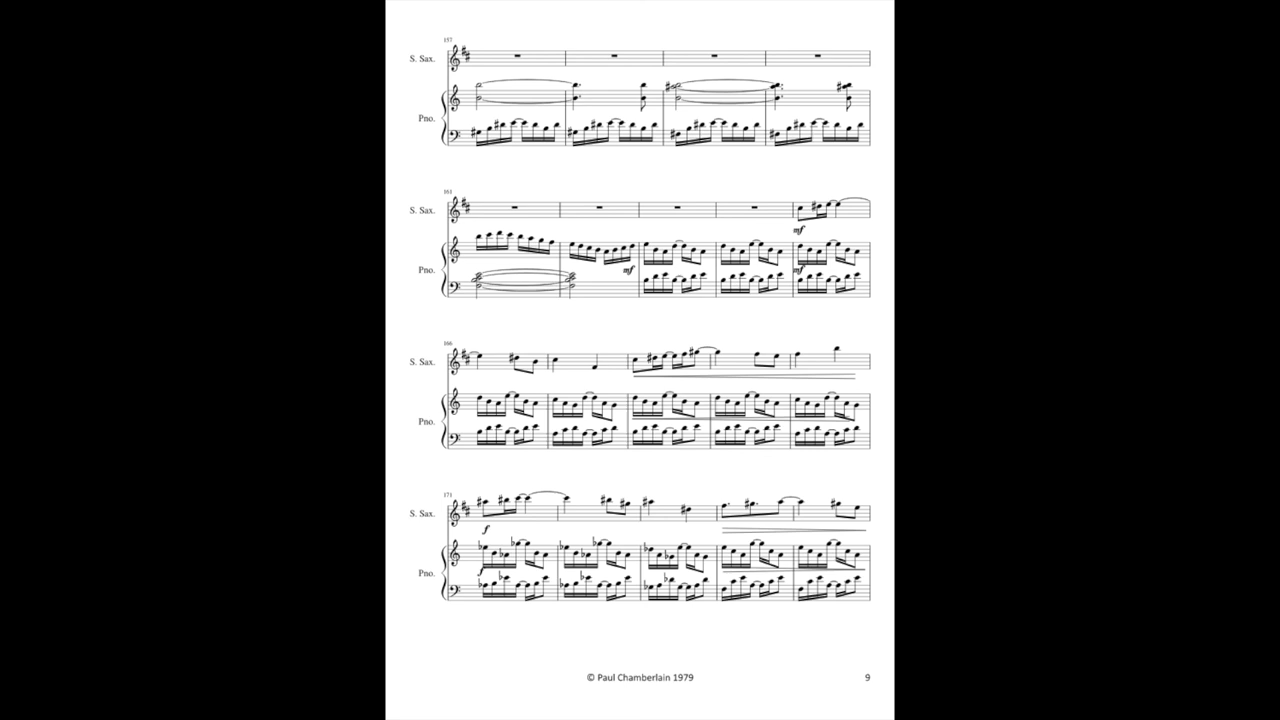 157
S. Sax.
Pno.
161
S. Sax.
mf
mf
mf
Pno.
166
S. Sax.
Pno.
171
S. Sax.
f
f
Pno.
© Paul Chamberlain 1979
9